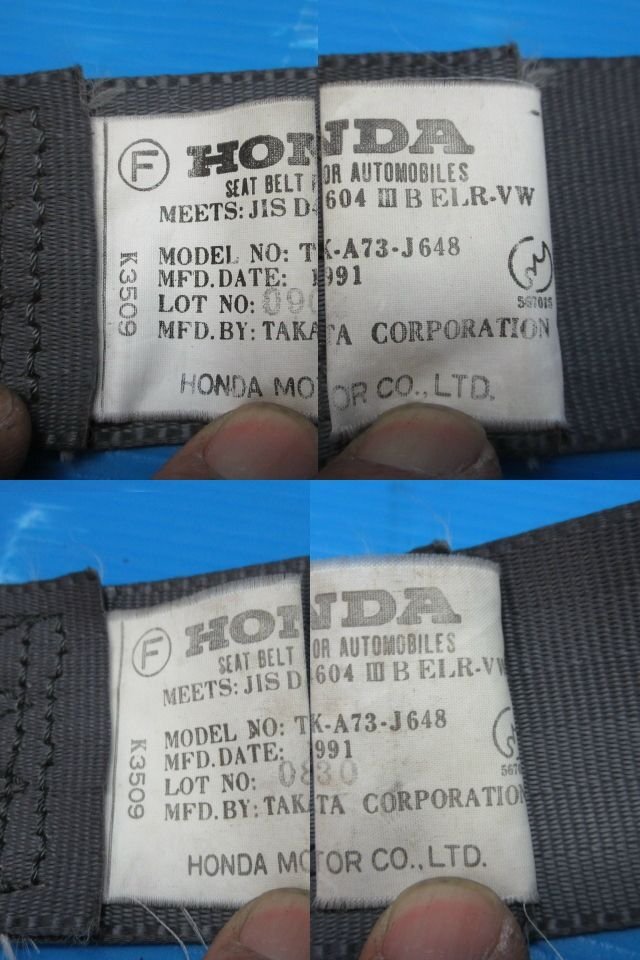 F HONDA
SEAT BELT FOR AUTOMOBILES
MEETS: JIS D 4604 III B ELR-VW
MODEL NO: TK-A73-J648
MFD. DATE: 1991
LOT NO:
MFD. BY: TAKATA CORPORATION
HONDA MOTOR CO., LTD.
K3509
567015
F HONDA
SEAT BELT FOR AUTOMOBILES
MEETS: JIS D 4604 III B ELR-VW
MODEL NO: TK-A73-J648
MFD. DATE: 1991
LOT NO: 0830
MFD. BY: TAKATA CORPORATION
HONDA MOTOR CO., LTD.
K3509